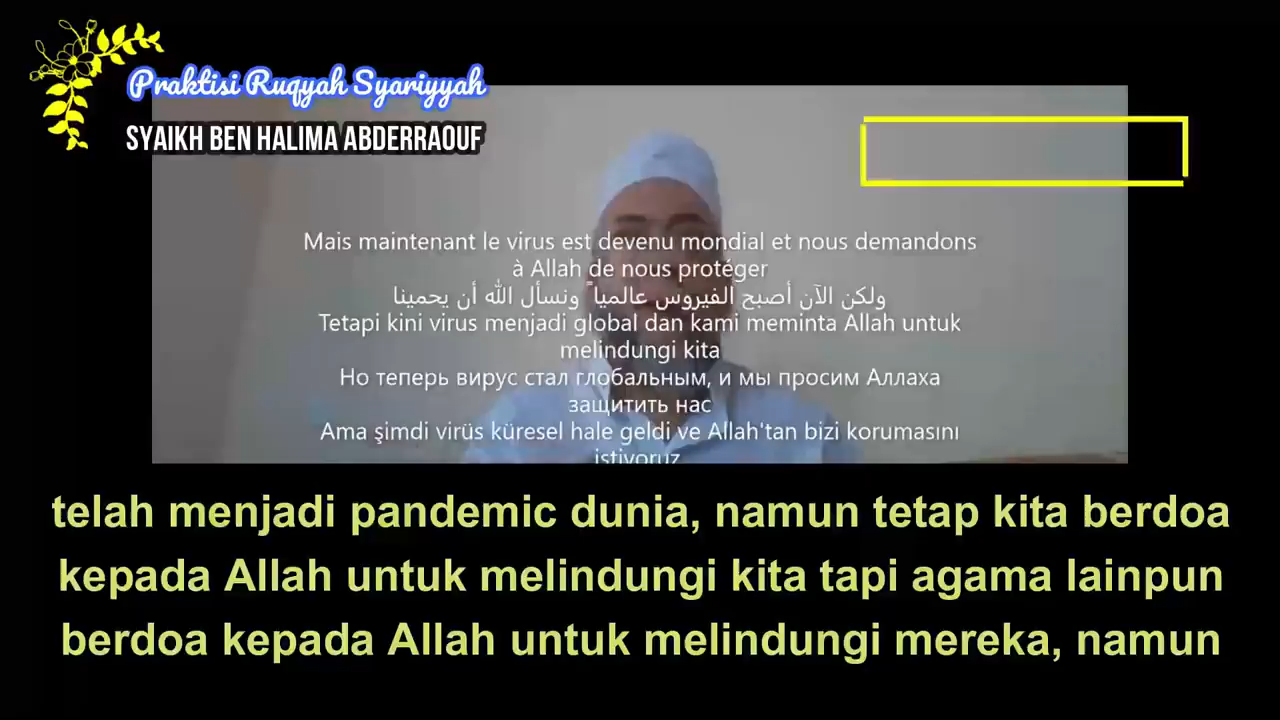 Praktisi Ruqyah Syariyyah
SYAIKH BEN HALIMA ABDERRAOUF
Mais maintenant le virus est devenu mondial et nous demandons
à Allah de nous protéger
ولكن الآن أصبح الفيروس عالمياً ونسأل الله أن يحمينا
Tetapi kini virus menjadi global dan kami meminta Allah untuk
melindungi kita
Но теперь вирус стал глобальным, и мы просим Аллаха
защитить нас
Ama şimdi virüs küresel hale geldi ve Allah'tan bizi korumasını
istiyoruz
telah menjadi pandemic dunia, namun tetap kita berdoa
kepada Allah untuk melindungi kita tapi agama lainpun
berdoa kepada Allah untuk melindungi mereka, namun